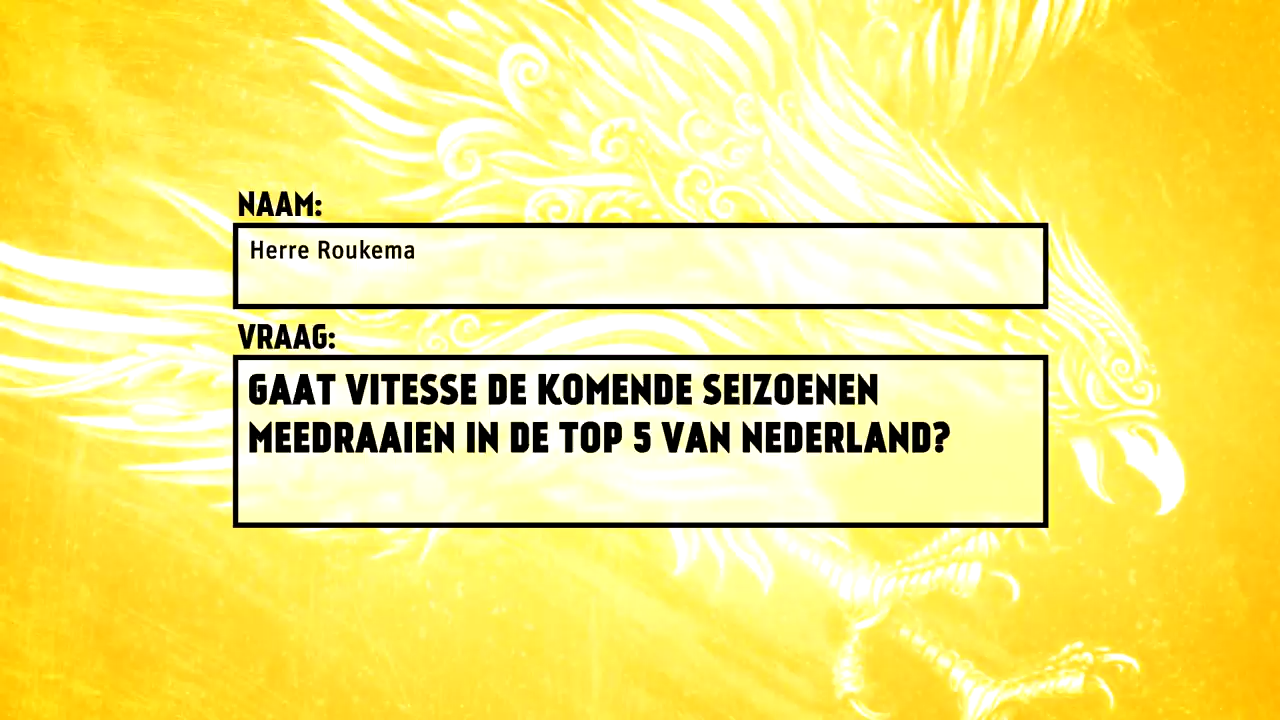 NAAM:
Herre Roukema
VRAAG:
GAAT VITESSE DE KOMENDE SEIZOENEN
MEEDRAAIEN IN DE TOP 5 VAN NEDERLAND?